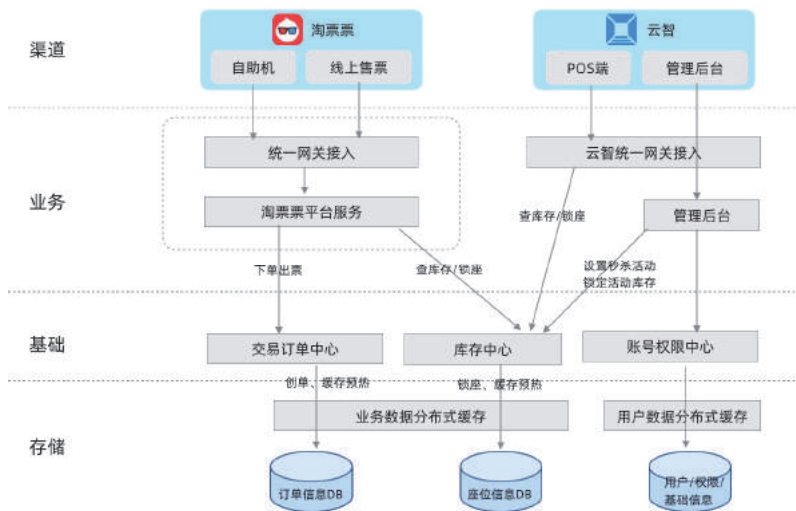 渠道
淘票票
自助机
线上售票
云智
POS端
管理后台
业务
统一网关接入
淘票票平台服务
云智统一网关接入
管理后台
查库存/锁座
下单出票
查库存/锁座
设置秒杀活动
锁定活动库存
基础
交易订单中心
库存中心
账号权限中心
创单、缓存预热
锁座、缓存预热
存储
业务数据分布式缓存
用户数据分布式缓存
订单信息DB
座位信息DB
用户/权限/
基础信息